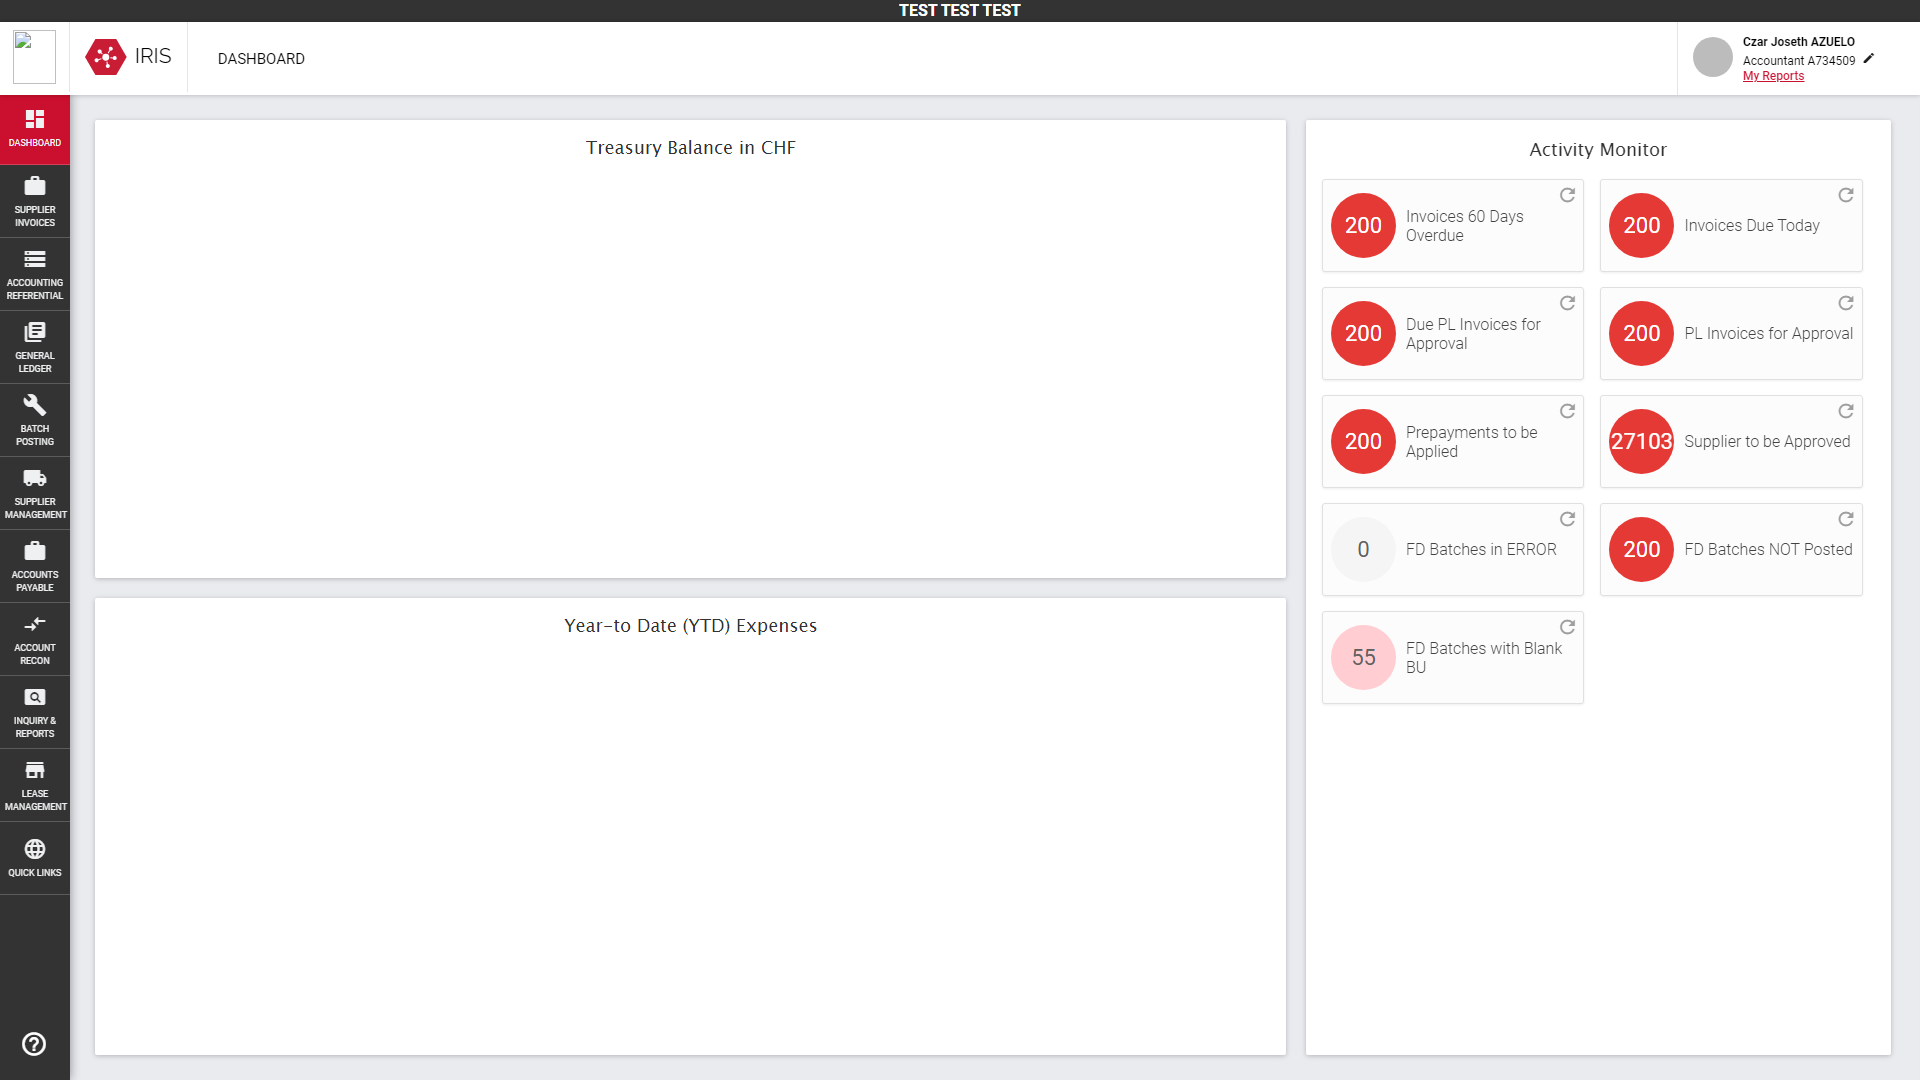 TEST TEST TEST
IRIS
DASHBOARD
Czar Joseth AZUELO
Accountant A734509
My Reports
DASHBOARD
SUPPLIER
INVOICES
ACCOUNTING
REFERENTIAL
GENERAL
LEDGER
BATCH
POSTING
SUPPLIER
MANAGEMENT
ACCOUNTS
PAYABLE
ACCOUNT
RECON
INQUIRY &
REPORTS
LEASE
MANAGEMENT
QUICK LINKS
Treasury Balance in CHF
Year-to Date (YTD) Expenses
Activity Monitor
200
Invoices 60 Days
Overdue
200
Invoices Due Today
200
Due PL Invoices for
Approval
200
PL Invoices for Approval
200
Prepayments to be
Applied
27103
Supplier to be Approved
0
FD Batches in ERROR
200
FD Batches NOT Posted
55
FD Batches with Blank
BU